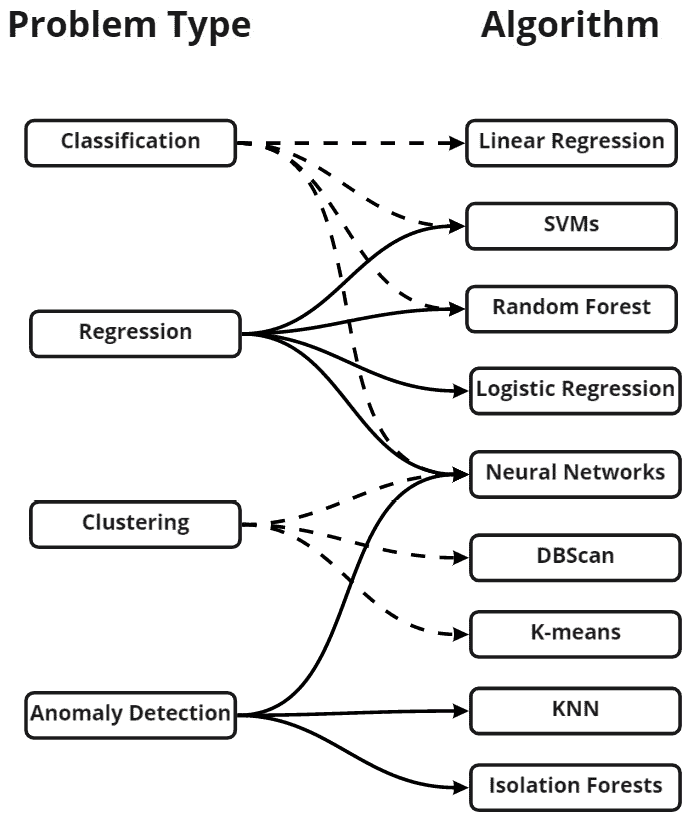 Problem Type
Algorithm
Classification
Linear Regression
SVMs
Regression
Random Forest
Logistic Regression
Neural Networks
Clustering
DBScan
K-means
Anomaly Detection
KNN
Isolation Forests